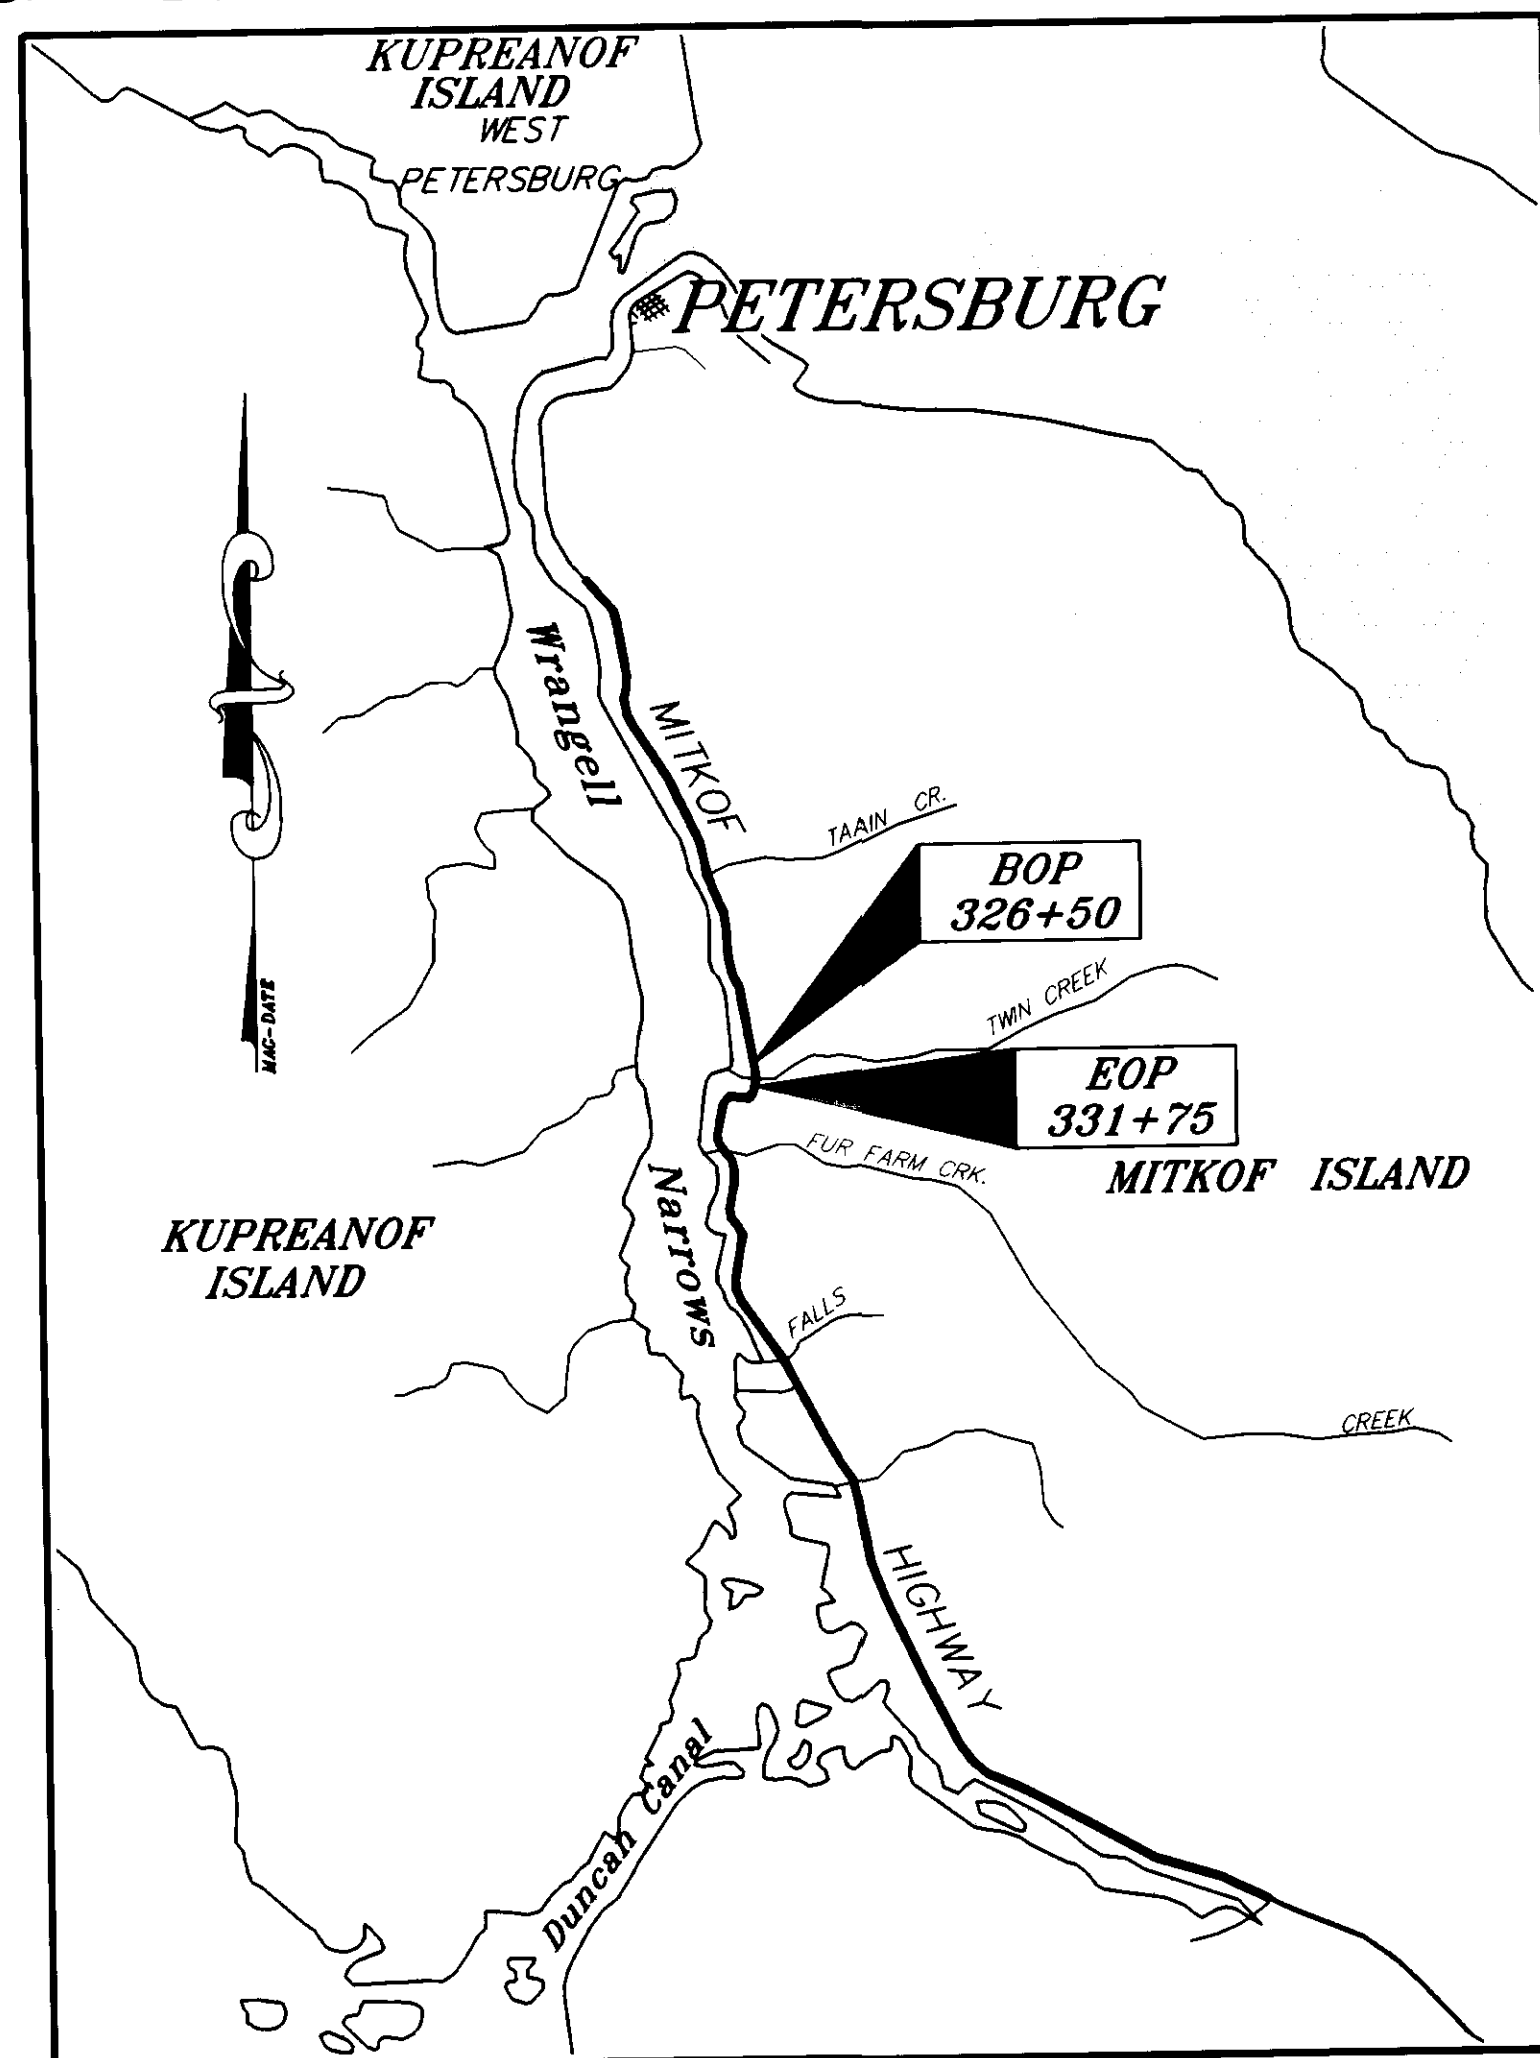 KUPREANOF
ISLAND
WEST
PETERSBURG
PETERSBURG
Wrangell
MITKOF
TAAIN CR.
BOP
326+50
TWIN CREEK
MAG-DATE
EOP
331+75
FUR FARM CRK.
MITKOF ISLAND
Narrows
KUPREANOF
ISLAND
FALLS
CREEK
HIGHWAY
Duncan Canal